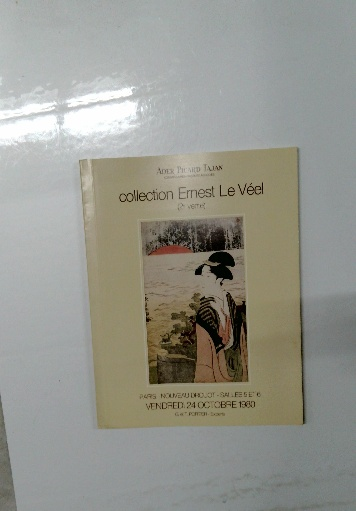 ADER PICARD TAJAN
collection Ernest Le Véel
(2e vente)
PARIS - NOUVEAU DROUOT - SALLES 5 ET 6
VENDREDI 24 OCTOBRE 1980